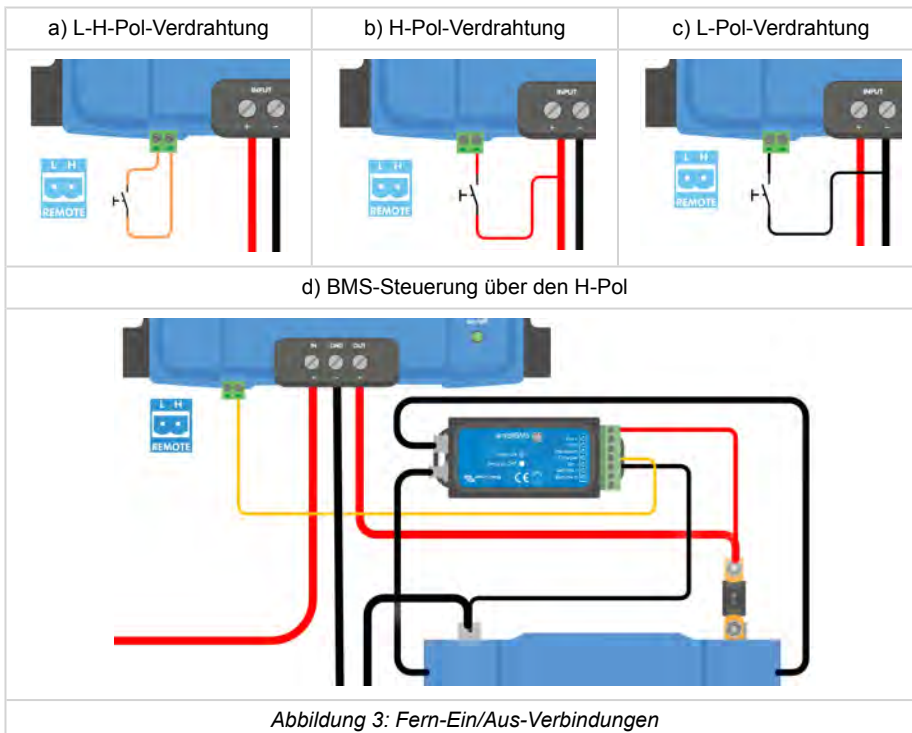 a) L-H-Pol-Verdrahtung
b) H-Pol-Verdrahtung
c) L-Pol-Verdrahtung
INPUT
+ -
L H
REMOTE
INPUT
+ -
L H
REMOTE
INPUT
+ -
L H
REMOTE
d) BMS-Steuerung über den H-Pol
IN GND OUT
+ - +
L H
REMOTE
CE
Abbildung 3: Fern-Ein/Aus-Verbindungen